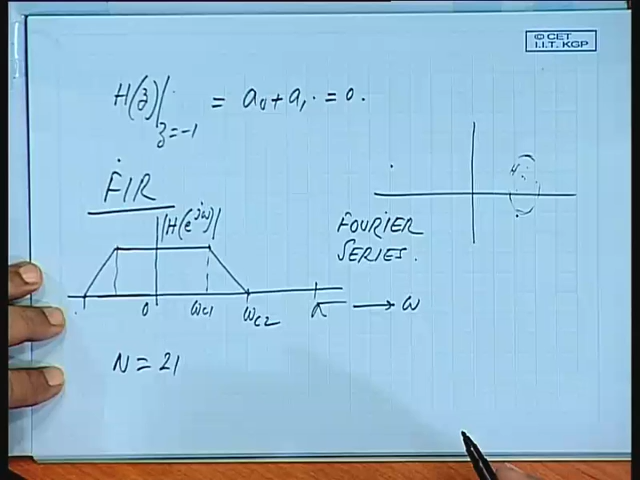 © CET
I.I.T. KGP
H(z)|z=-1 = a0 + a1. = 0.
FIR
|H(e^jω)|
FOURIER
SERIES.
0 ωc1 ωc2 π → ω
N = 21